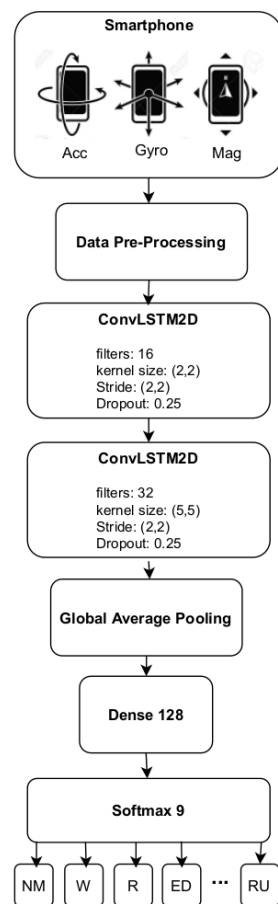 Smartphone
Acc Gyro Mag
Data Pre-Processing
ConvLSTM2D
filters: 16
kernel size: (2,2)
Stride: (2,2)
Dropout: 0.25
ConvLSTM2D
filters: 32
kernel size: (5,5)
Stride: (2,2)
Dropout: 0.25
Global Average Pooling
Dense 128
Softmax 9
NM W R ED ... RU